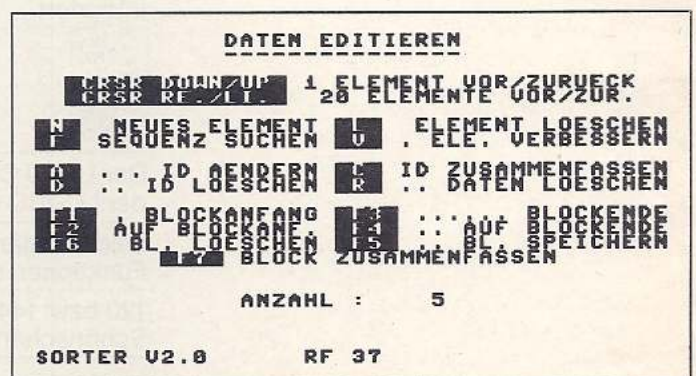 DATEN EDITIEREN
CRSR DOWN/UP 1 ELEMENT VOR/ZURUECK
CRSR RE./LI. 20 ELEMENTE VOR/ZUR.
N NEUES ELEMENT L ELEMENT LOESCHEN
F SEQUENZ SUCHEN V . ELE. VERBESSERN
A ... ID AENDERN ID ZUSAMMENFASSEN
D .. ID LOESCHEN R .. DATEN LOESCHEN
F1 . BLOCKANFANG F3 ...... BLOCKENDE
F2 AUF BLOCKANF. F4 .. AUF BLOCKENDE
F6 BL. LOESCHEN F5 .. BL. SPEICHERN
F7 BLOCK ZUSAMMENFASSEN
ANZAHL : 5
SORTER V2.0 RF 37